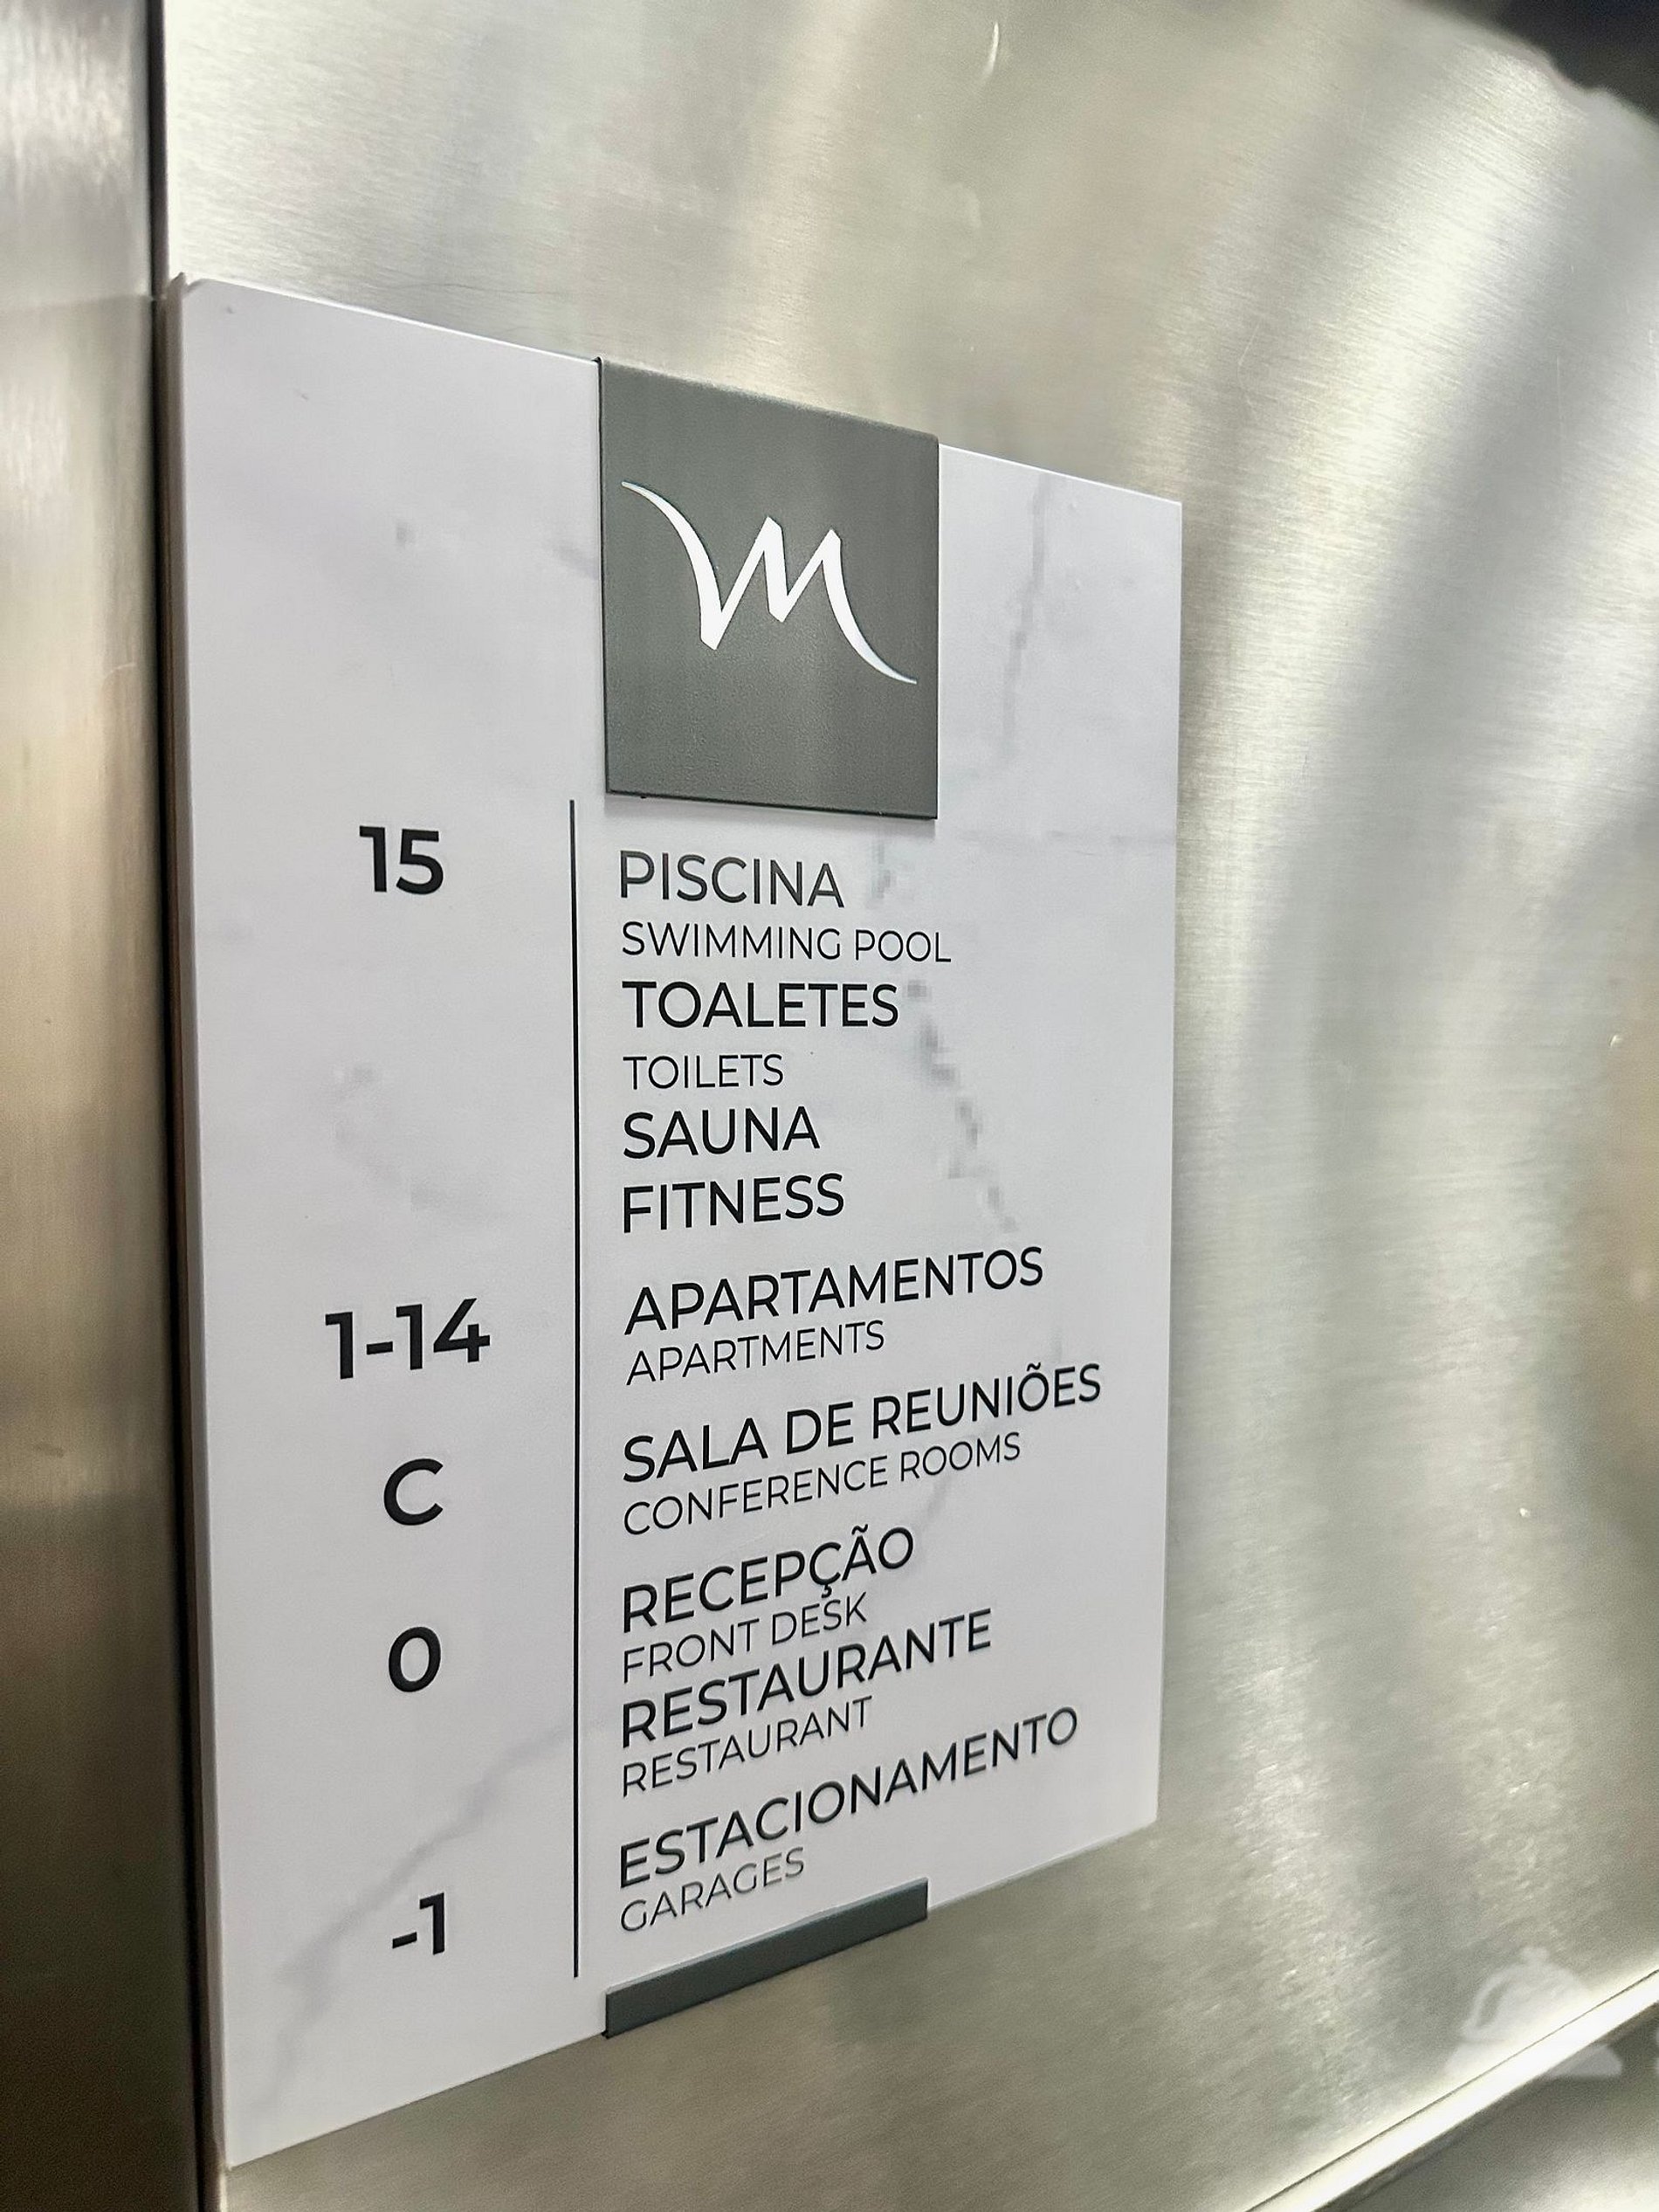 M
15
PISCINA
SWIMMING POOL
TOALETES
TOILETS
SAUNA
FITNESS
1-14
APARTAMENTOS
APARTMENTS
C
SALA DE REUNIÕES
CONFERENCE ROOMS
0
RECEPÇÃO
FRONT DESK
RESTAURANTE
RESTAURANT
-1
ESTACIONAMENTO
GARAGES